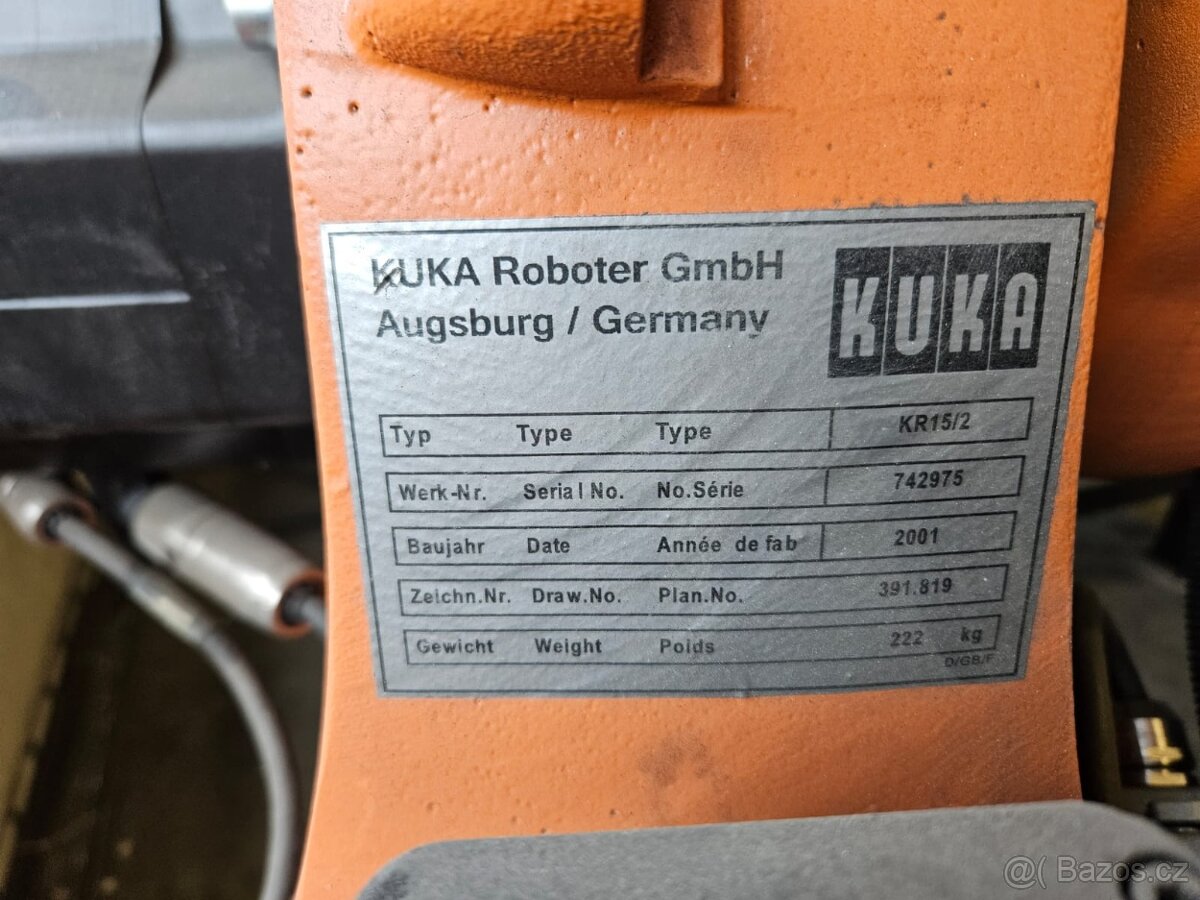 KUKA Roboter GmbH
Augsburg / Germany
KUKA
Typ Type Type KR15/2
Werk-Nr. Serial No. No.Série 742975
Baujahr Date Année de fab 2001
Zeichn.Nr. Draw.No. Plan.No. 391.819
Gewicht Weight Poids 222 kg
D/GB/F
@( Bazos.cz